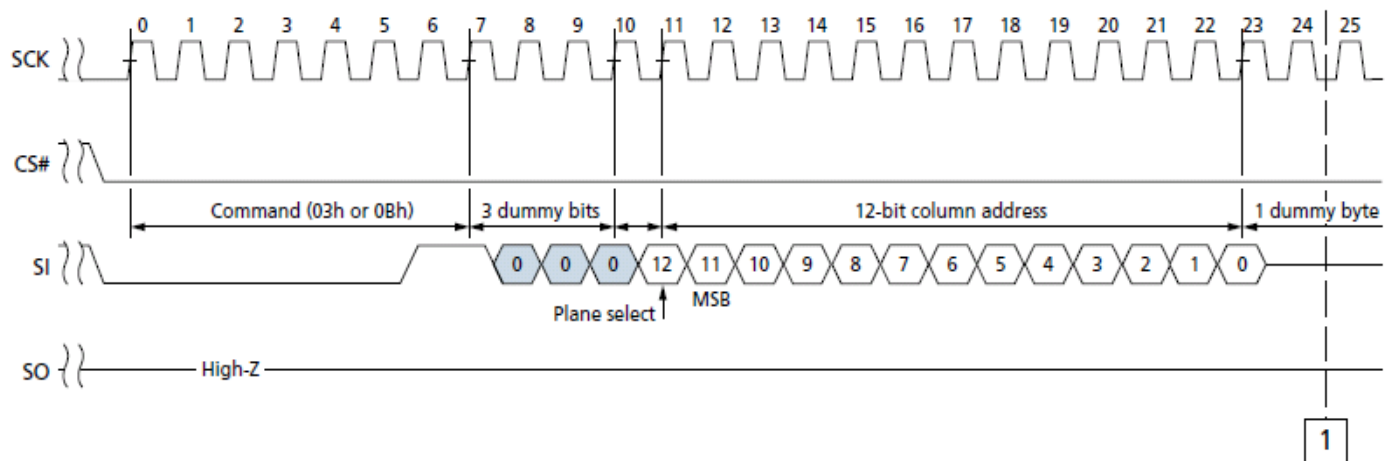 0 1 2 3 4 5 6 7 8 9 10 11 12 13 14 15 16 17 18 19 20 21 22 23 24 25
SCK
CS#
Command (03h or 0Bh) 3 dummy bits 12-bit column address 1 dummy byte
SI 0 0 0 12 11 10 9 8 7 6 5 4 3 2 1 0
MSB
Plane select
SO High-Z
1